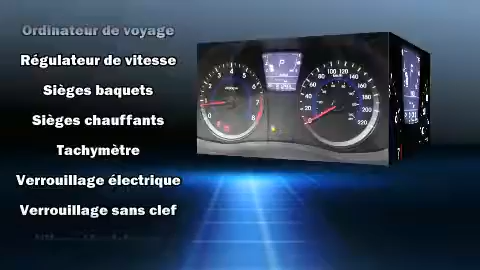 Ordinateur de voyage
Régulateur de vitesse
Sièges baquets
Sièges chauffants
Tachymètre
Verrouillage électrique
Verrouillage sans clef